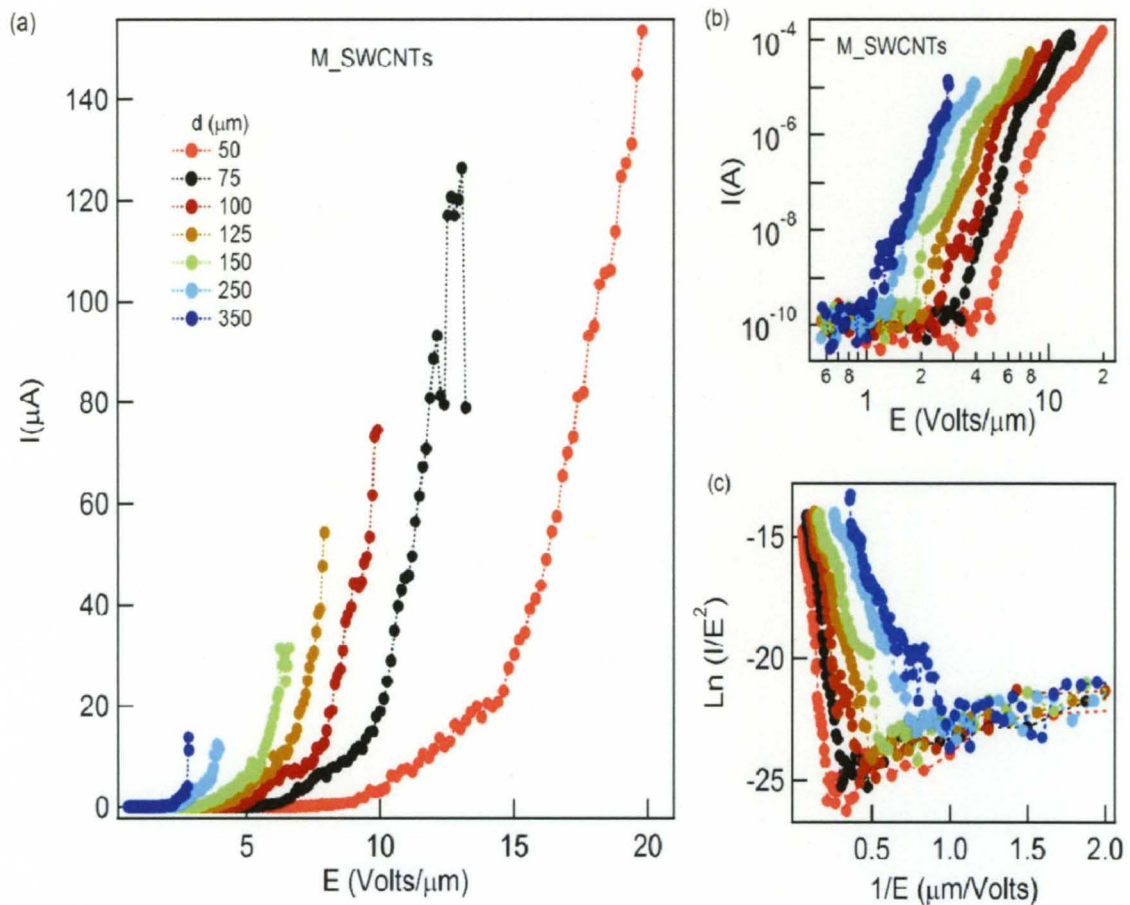 (a)
M_SWCNTs
d (μm)
50
75
100
125
150
250
350
140
120
100
80
60
40
20
0
I(μA)
5
10
15
20
E (Volts/μm)
(b)
M_SWCNTs
10⁻⁴
10⁻⁶
10⁻⁸
10⁻¹⁰
I(A)
6 8 1 2 4 6 8 10 2
E (Volts/μm)
(c)
-15
-20
-25
Ln (I/E²)
0.5
1.0
1.5
2.0
1/E (μm/Volts)